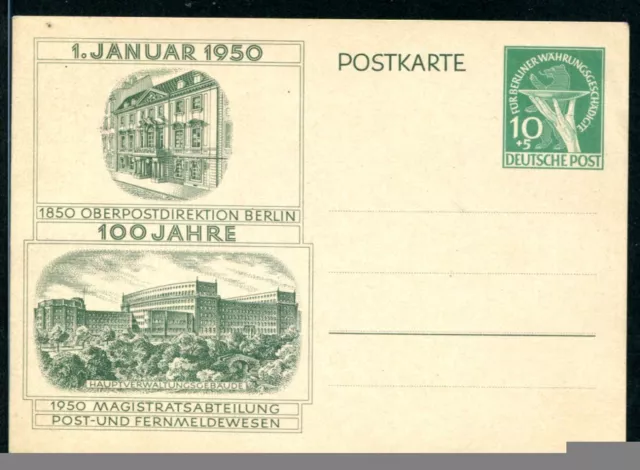 1. JANUAR 1950
1850 OBERPOSTDIREKTION BERLIN
100 JAHRE
HAUPTVERWALTUNGSGEBÄUDE
1950 MAGISTRATSABTEILUNG
POST-UND FERNMELDEWESEN
POSTKARTE
FÜR BERLINER WÄHRUNGSGESCHÄDIGTE
10
+5
DEUTSCHE POST